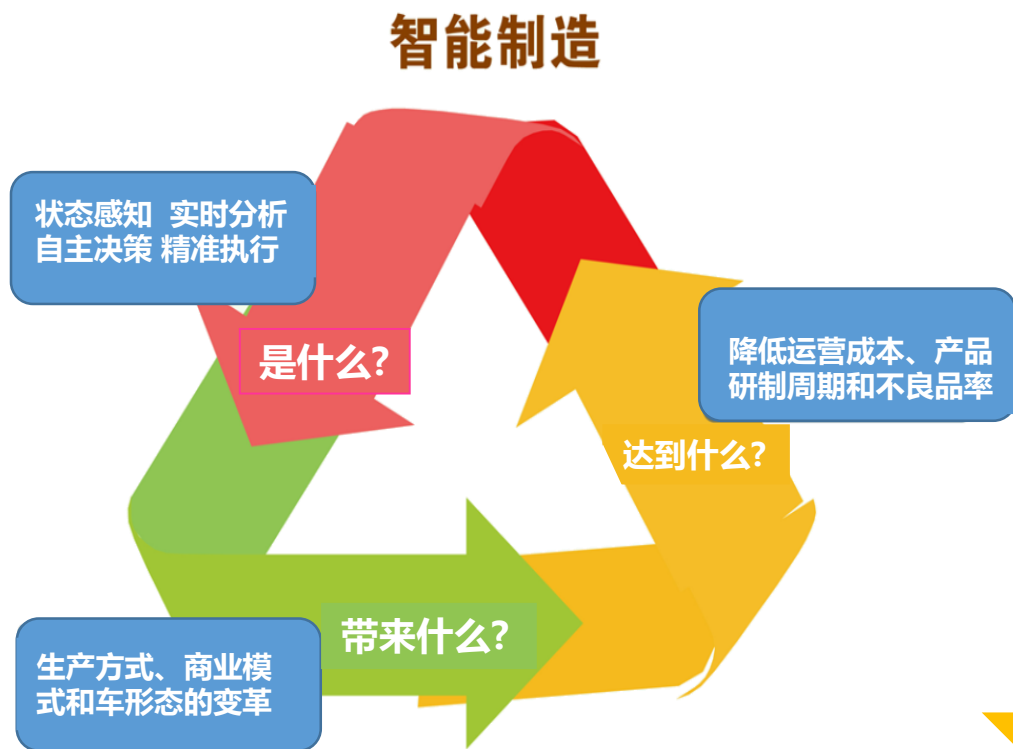 智能制造
状态感知 实时分析
自主决策 精准执行
是什么?
降低运营成本、产品
研制周期和不良品率
达到什么?
带来什么?
生产方式、商业模
式和车形态的变革